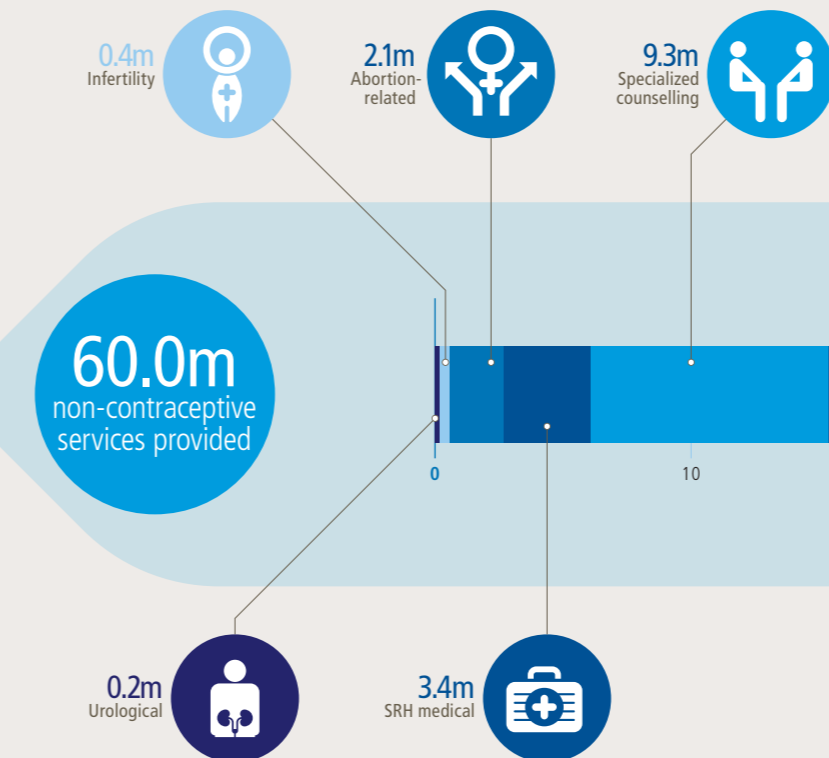 0.4m
Infertility
2.1m
Abortion-
related
9.3m
Specialized
counselling
60.0m
non-contraceptive
services provided
0
10
0.2m
Urological
3.4m
SRH medical